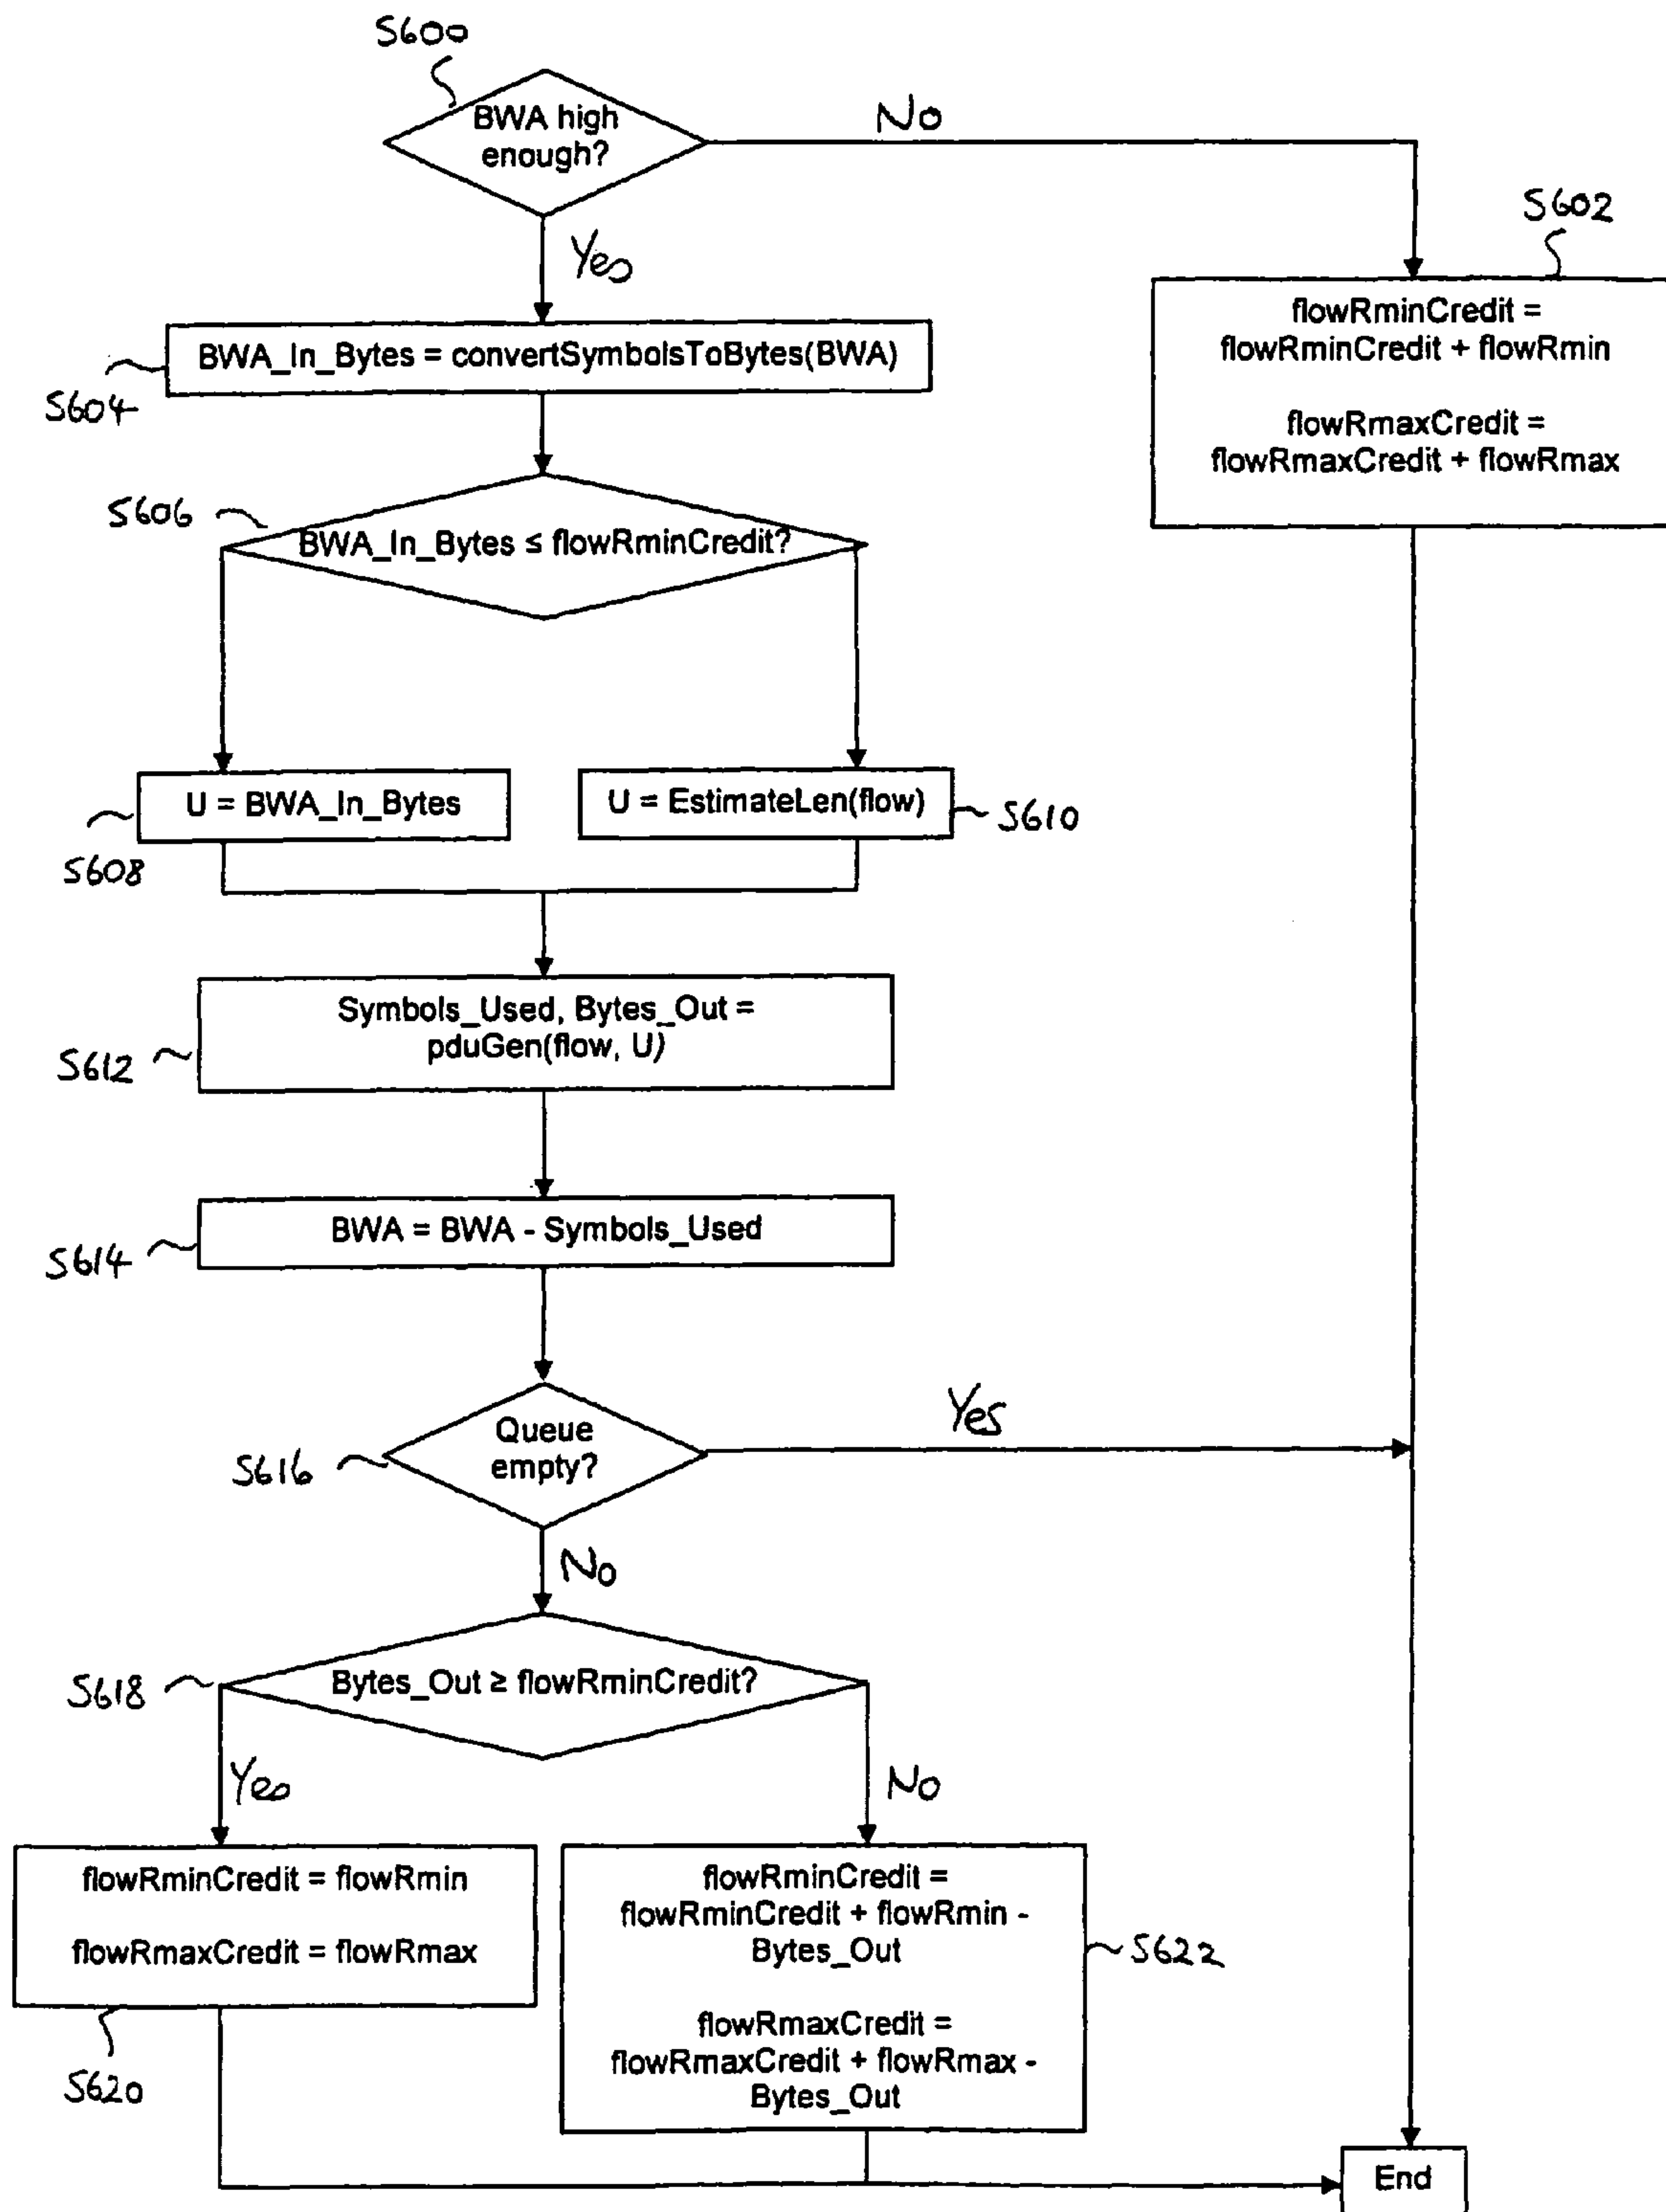 S600
BWA high
enough?
No
S602
Yes
flowRminCredit =
flowRminCredit + flowRmin
flowRmaxCredit =
flowRmaxCredit + flowRmax
BWA_In_Bytes = convertSymbolsToBytes(BWA)
S604
S606
BWA_In_Bytes ≤ flowRminCredit?
U = BWA_In_Bytes
U = EstimateLen(flow)
S610
S608
Symbols_Used, Bytes_Out =
pduGen(flow, U)
S612
BWA = BWA - Symbols_Used
S614
Queue
empty?
Yes
S616
No
Bytes_Out ≥ flowRminCredit?
S618
Yes
No
flowRminCredit = flowRmin
flowRmaxCredit = flowRmax
S620
flowRminCredit =
flowRminCredit + flowRmin -
Bytes_Out
flowRmaxCredit =
flowRmaxCredit + flowRmax -
Bytes_Out
S622
End